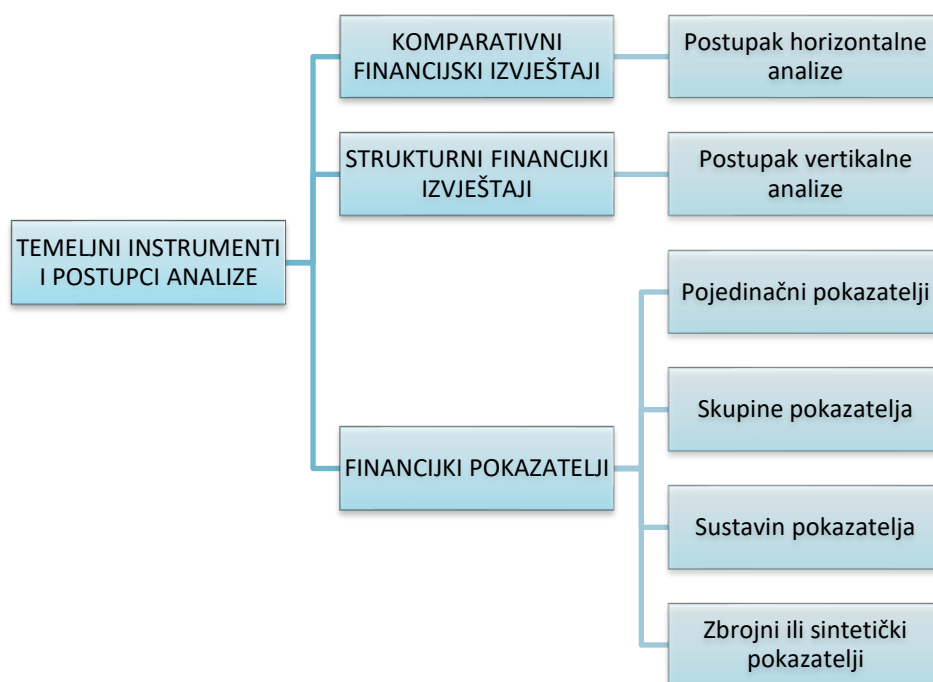 TEMELJNI INSTRUMENTI
I POSTUPCI ANALIZE
KOMPARATIVNI
FINANCIJSKI IZVJEŠTAJI
Postupak horizontalne
analize
STRUKTURNI FINANCIJKI
IZVJEŠTAJI
Postupak vertikalne
analize
FINANCIJKI POKAZATELJI
Pojedinačni pokazatelji
Skupine pokazatelja
Sustavin pokazatelja
Zbrojni ili sintetički
pokazatelji